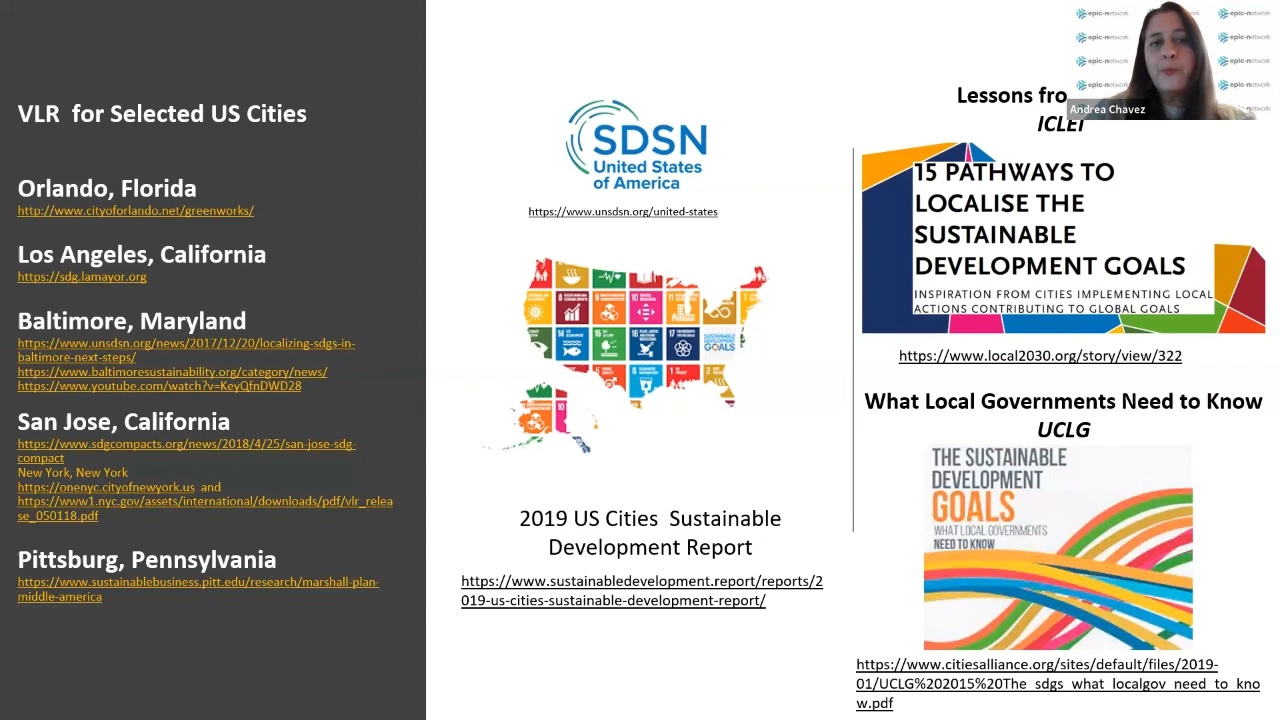 VLR for Selected US Cities
Orlando, Florida
http://www.cityoforlando.net/greenworks/
Los Angeles, California
https://sdg.lamayor.org
Baltimore, Maryland
https://www.unsdsn.org/news/2017/12/20/localizing-sdgs-in-
baltimore-next-steps/
https://www.baltimoresustainability.org/category/news/
https://www.youtube.com/watch?v=KeyQfnDWD28
San Jose, California
https://www.sdgcompacts.org/news/2018/4/25/san-jose-sdg-
compact
New York, New York
https://onenyc.cityofnewyork.us and
https://www1.nyc.gov/assets/international/downloads/pdf/vlr_relea
se_050118.pdf
Pittsburg, Pennsylvania
https://www.sustainablebusiness.pitt.edu/research/marshall-plan-
middle-america
SDSN
United States
of America
https://www.unsdsn.org/united-states
2019 US Cities Sustainable
Development Report
https://www.sustainabledevelopment.report/reports/2
019-us-cities-sustainable-development-report/
Lessons
ICLEI
15 PATHWAYS TO
LOCALISE THE
SUSTAINABLE
DEVELOPMENT GOALS
INSPIRATION FROM CITIES IMPLEMENTING LOCAL
ACTIONS CONTRIBUTING TO GLOBAL GOALS
https://www.local2030.org/story/view/322
What Local Governments Need to Know
UCLG
THE SUSTAINABLE
DEVELOPMENT
GOALS
WHAT LOCAL GOVERNMENTS
NEED TO KNOW
https://www.citiesalliance.org/sites/default/files/2019-
01/UCLG%202015%20The_sdgs_what_localgov_need_to_kno
w.pdf
epic-network
Andrea Chavez